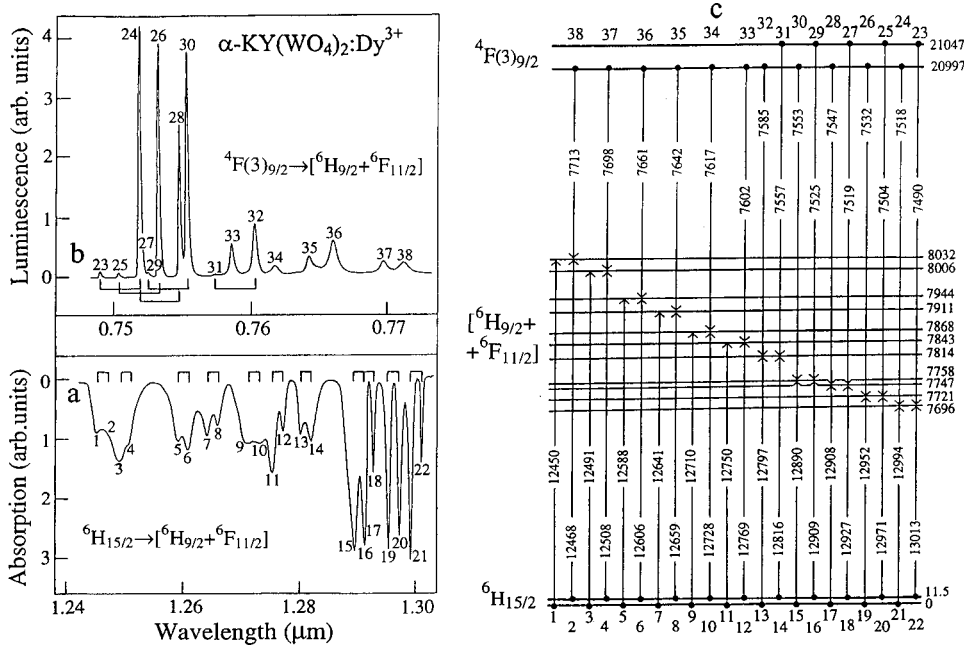 α-KY(WO₄)₂:Dy³⁺
⁴F(3)₉/₂→[⁶H₉/₂+⁶F₁₁/₂]
Luminescence (arb. units)
4
3
2
1
0
b
23 24 25 26 27 28 29 30 31 32 33 34 35 36 37 38
0.75 0.76 0.77
a
Absorption (arb.units)
0
1
2
3
1 2 3 4 5 6 7 8 9 10 11 12 13 14 15 16 17 18 19 20 21 22
⁶H₁₅/₂→[⁶H₉/₂+⁶F₁₁/₂]
1.24 1.26 1.28 1.30
Wavelength (μm)
c
38 37 36 35 34 33 32 31 30 29 28 27 26 25 24 23
⁴F(3)₉/₂
21047
20997
7713 7698 7661 7642 7617 7602 7585 7557 7553 7525 7547 7519 7532 7504 7518 7490
[⁶H₉/₂+
+⁶F₁₁/₂]
8032
8006
7944
7911
7868
7843
7814
7758
7747
7721
7696
12450 12491 12588 12641 12710 12750 12797 12890 12908 12952 12994
12468 12508 12606 12659 12728 12769 12816 12909 12927 12971 13013
⁶H₁₅/₂
11.5
0
1 3 5 7 9 11 13 15 17 19 21
2 4 6 8 10 12 14 16 18 20 22